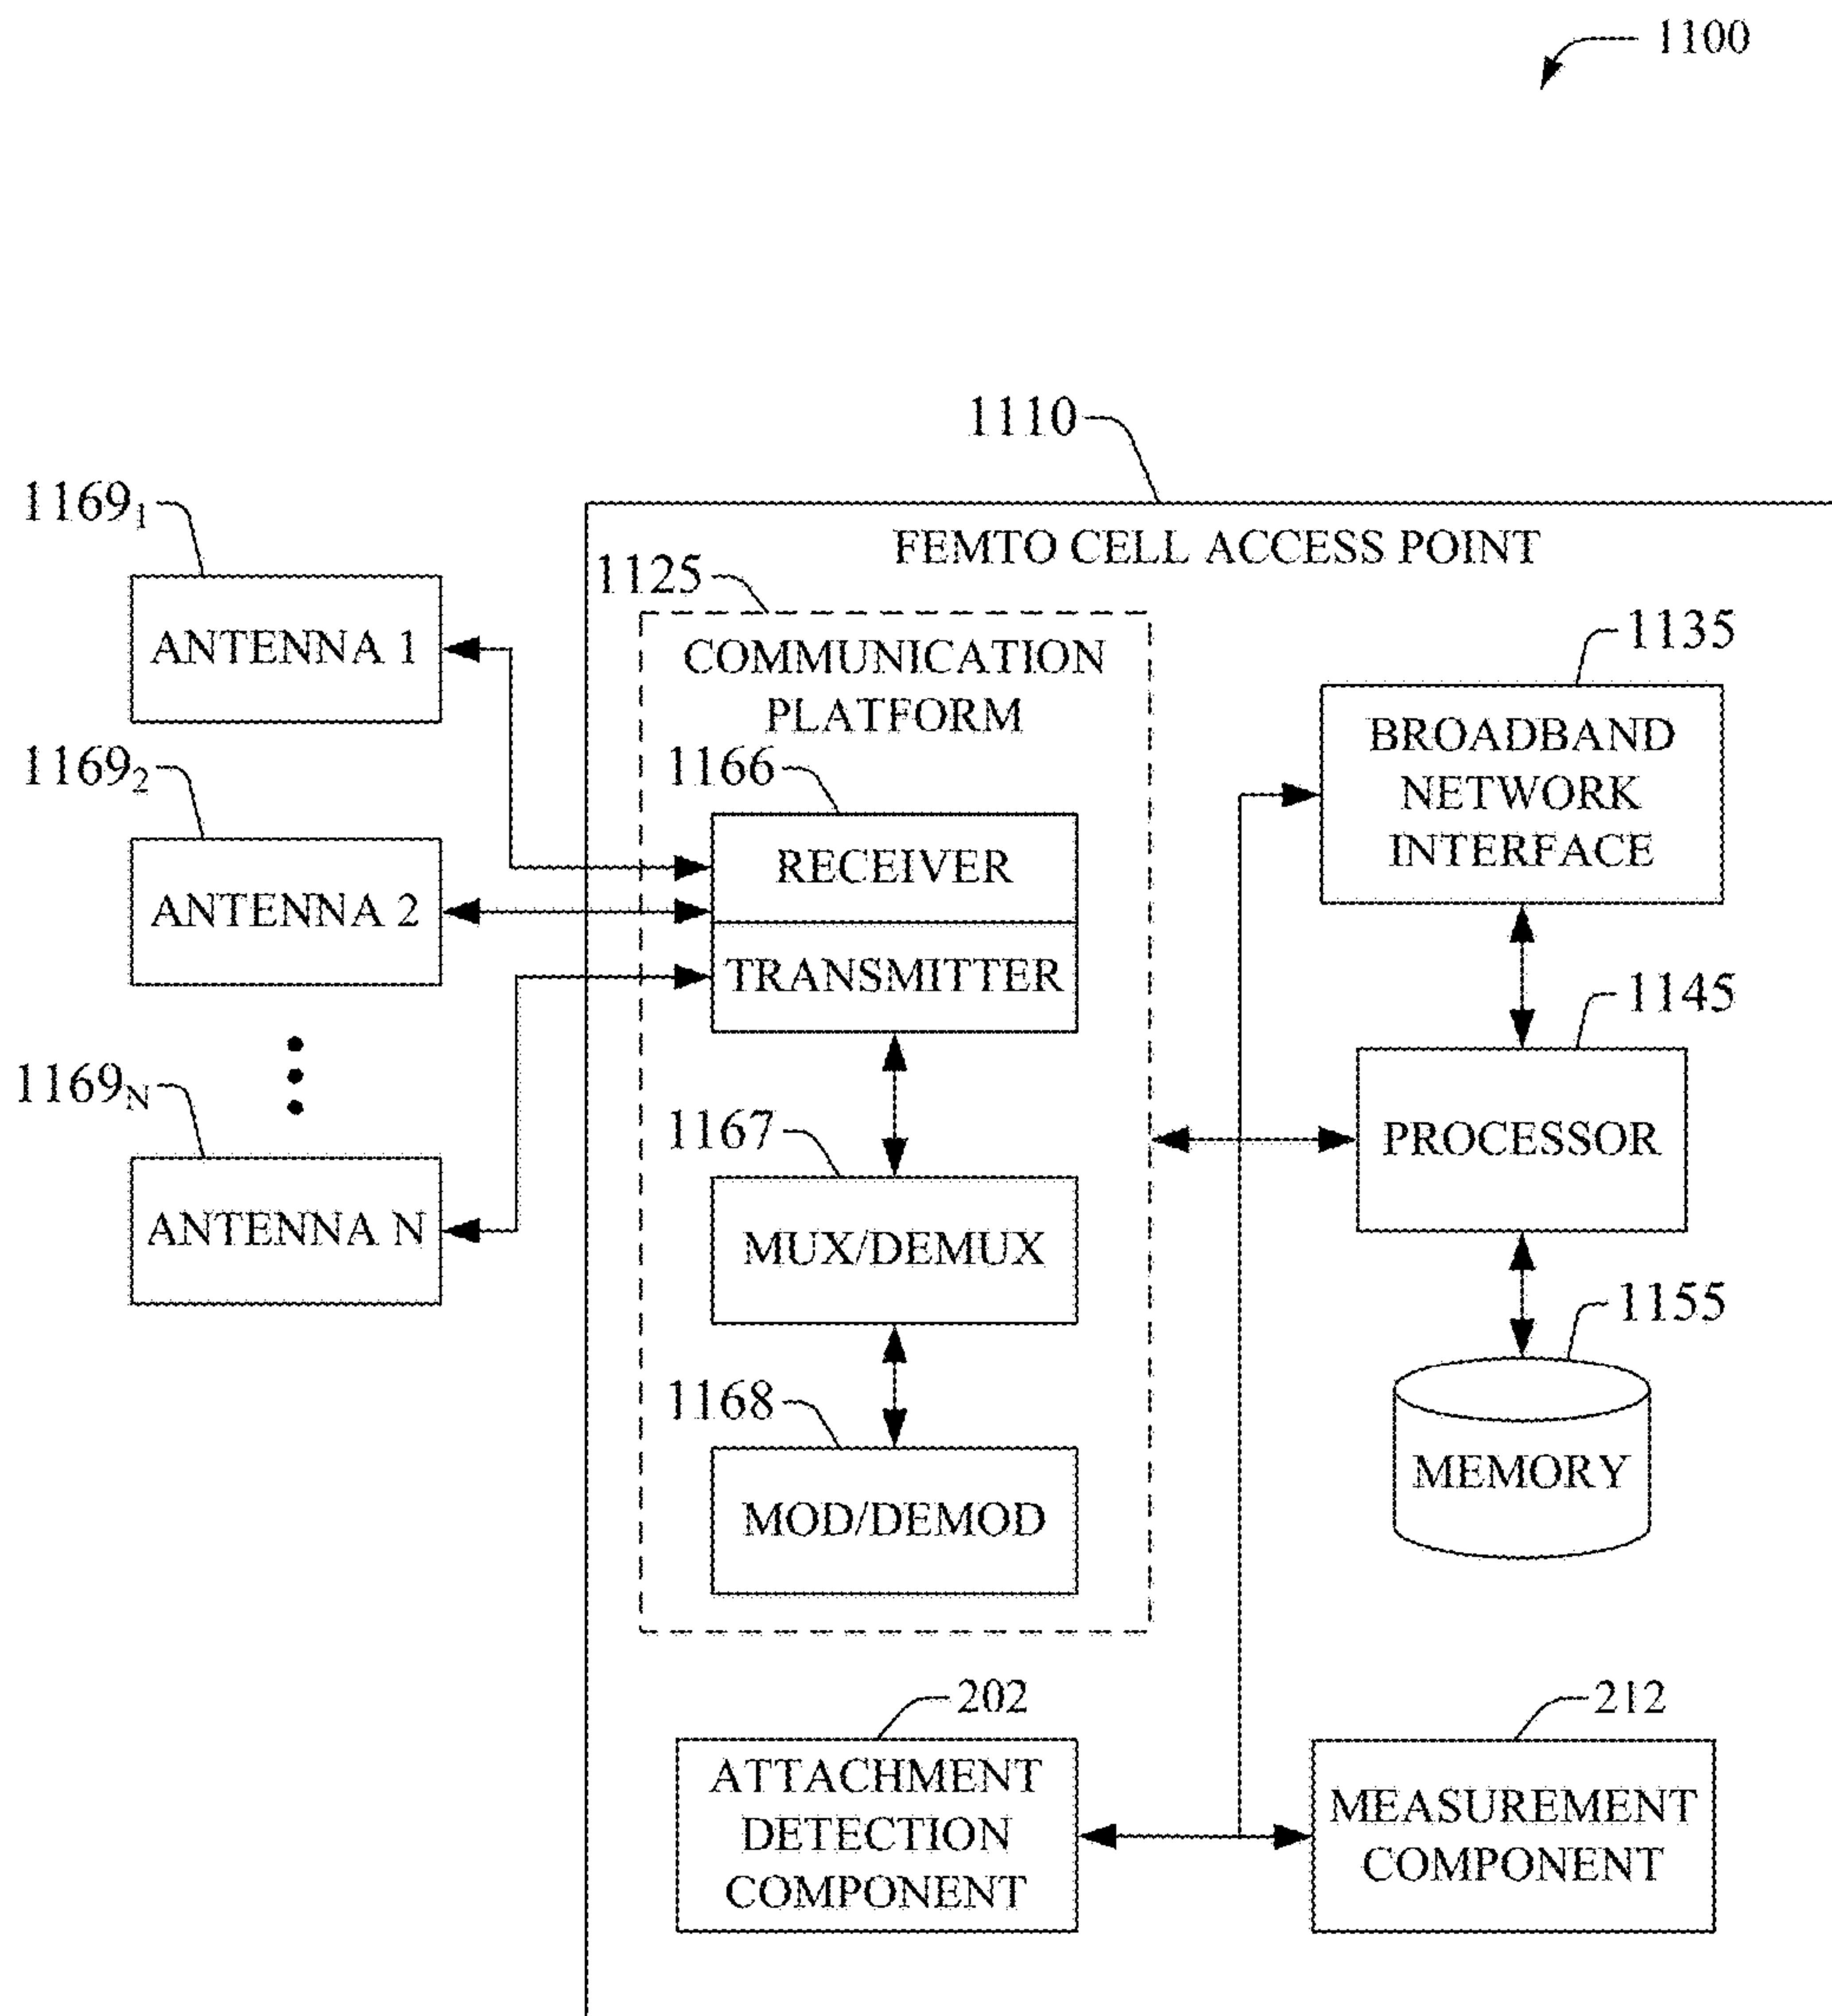 1100
1110
1169₁
FEMTO CELL ACCESS POINT
1125
ANTENNA 1
COMMUNICATION
PLATFORM
1135
BROADBAND
NETWORK
INTERFACE
1169₂
1166
RECEIVER
ANTENNA 2
TRANSMITTER
1145
1169N
1167
PROCESSOR
ANTENNA N
MUX/DEMUX
1155
1168
MEMORY
MOD/DEMOD
202
212
ATTACHMENT
DETECTION
COMPONENT
MEASUREMENT
COMPONENT